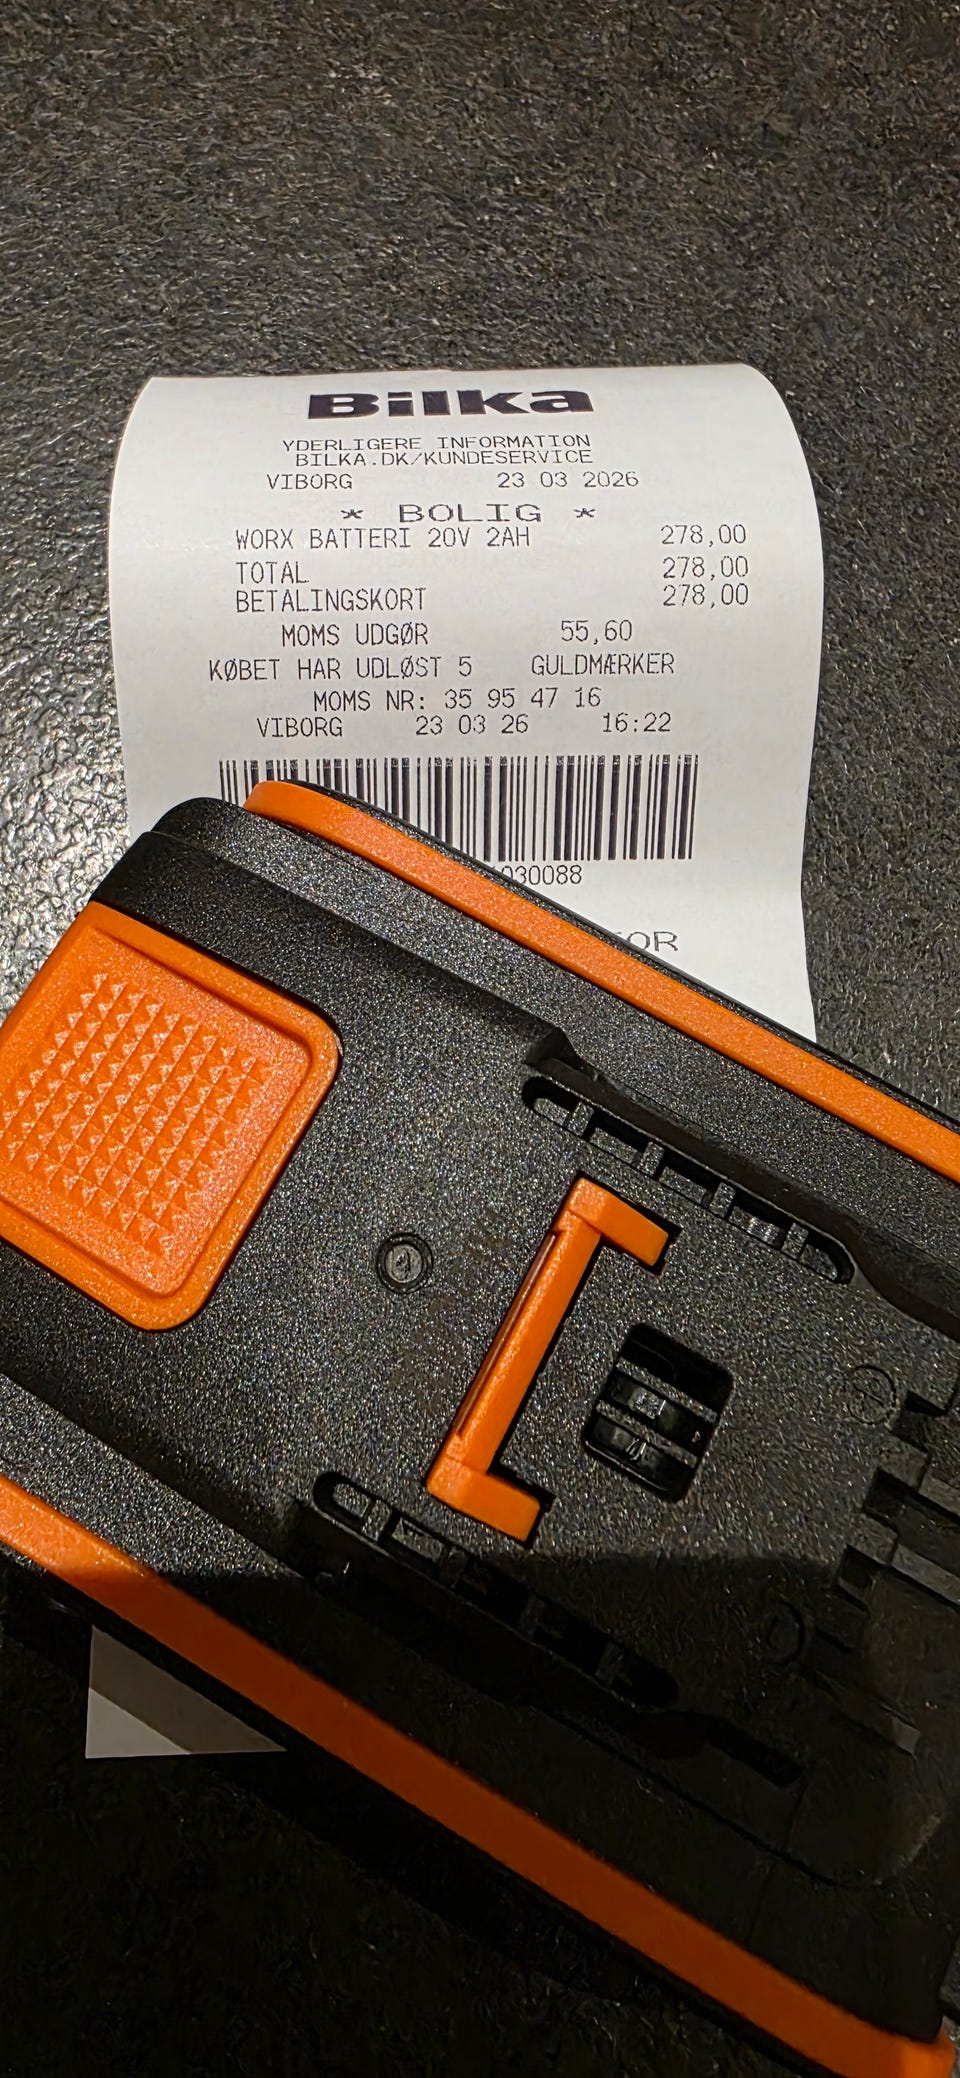 Bilka
YDERLIGERE INFORMATION
BILKA.DK/KUNDESERVICE
VIBORG 23 03 2026
* BOLIG *
WORX BATTERI 20V 2AH 278,00
TOTAL 278,00
BETALINGSKORT 278,00
MOMS UDGØR 55,60
KØBET HAR UDLØST 5 GULDMÆRKER
MOMS NR: 35 95 47 16
VIBORG 23 03 26 16:22
030088